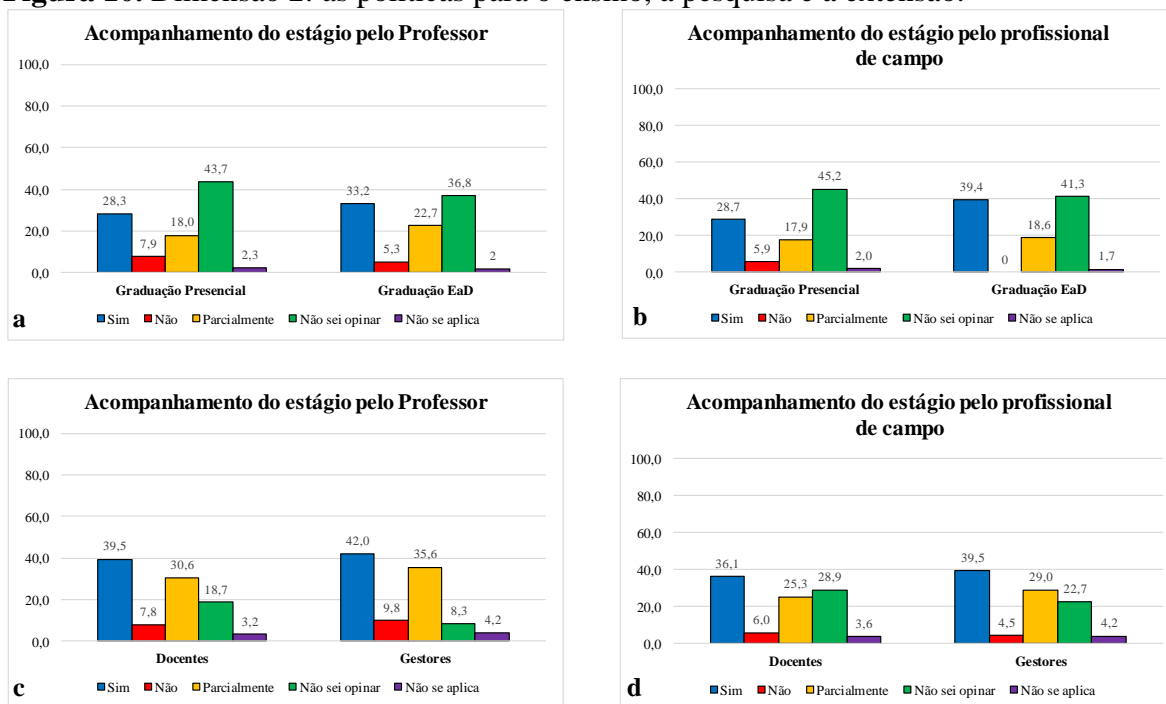 Figura 10. Dimensão 2: as políticas para o ensino, a pesquisa e a extensão.
Acompanhamento do estágio pelo Professor
100,0
80,0
60,0
40,0
20,0
0,0
28,3
7,9
18,0
43,7
2,3
33,2
5,3
22,7
36,8
2
Graduação Presencial
Graduação EaD
a
Sim Não Parcialmente Não sei opinar Não se aplica
Acompanhamento do estágio pelo profissional
de campo
100,0
80,0
60,0
40,0
20,0
0,0
28,7
5,9
17,9
45,2
2,0
39,4
0
18,6
41,3
1,7
Graduação Presencial
Graduação EaD
b
Sim Não Parcialmente Não sei opinar Não se aplica
Acompanhamento do estágio pelo Professor
100,0
80,0
60,0
40,0
20,0
0,0
39,5
7,8
30,6
18,7
3,2
42,0
9,8
35,6
8,3
4,2
Docentes
Gestores
c
Sim Não Parcialmente Não sei opinar Não se aplica
Acompanhamento do estágio pelo profissional
de campo
100,0
80,0
60,0
40,0
20,0
0,0
36,1
6,0
25,3
28,9
3,6
39,5
4,5
29,0
22,7
4,2
Docentes
Gestores
d
Sim Não Parcialmente Não sei opinar Não se aplica